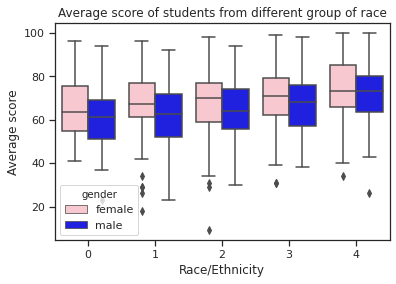 Average score of students from different group of race
100
80
60
40
20
Average score
gender
female
male
0 1 2 3 4
Race/Ethnicity